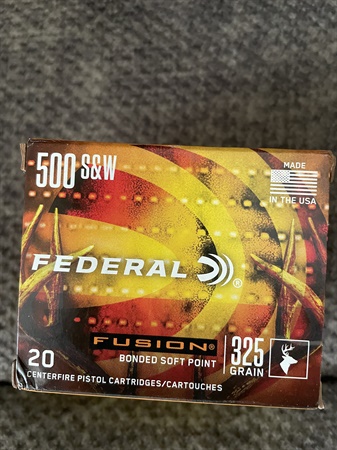 500 S&W
MADE
IN THE USA
FEDERAL®
FUSION®
BONDED SOFT POINT
20
CENTERFIRE PISTOL CARTRIDGES/CARTOUCHES
325
GRAIN